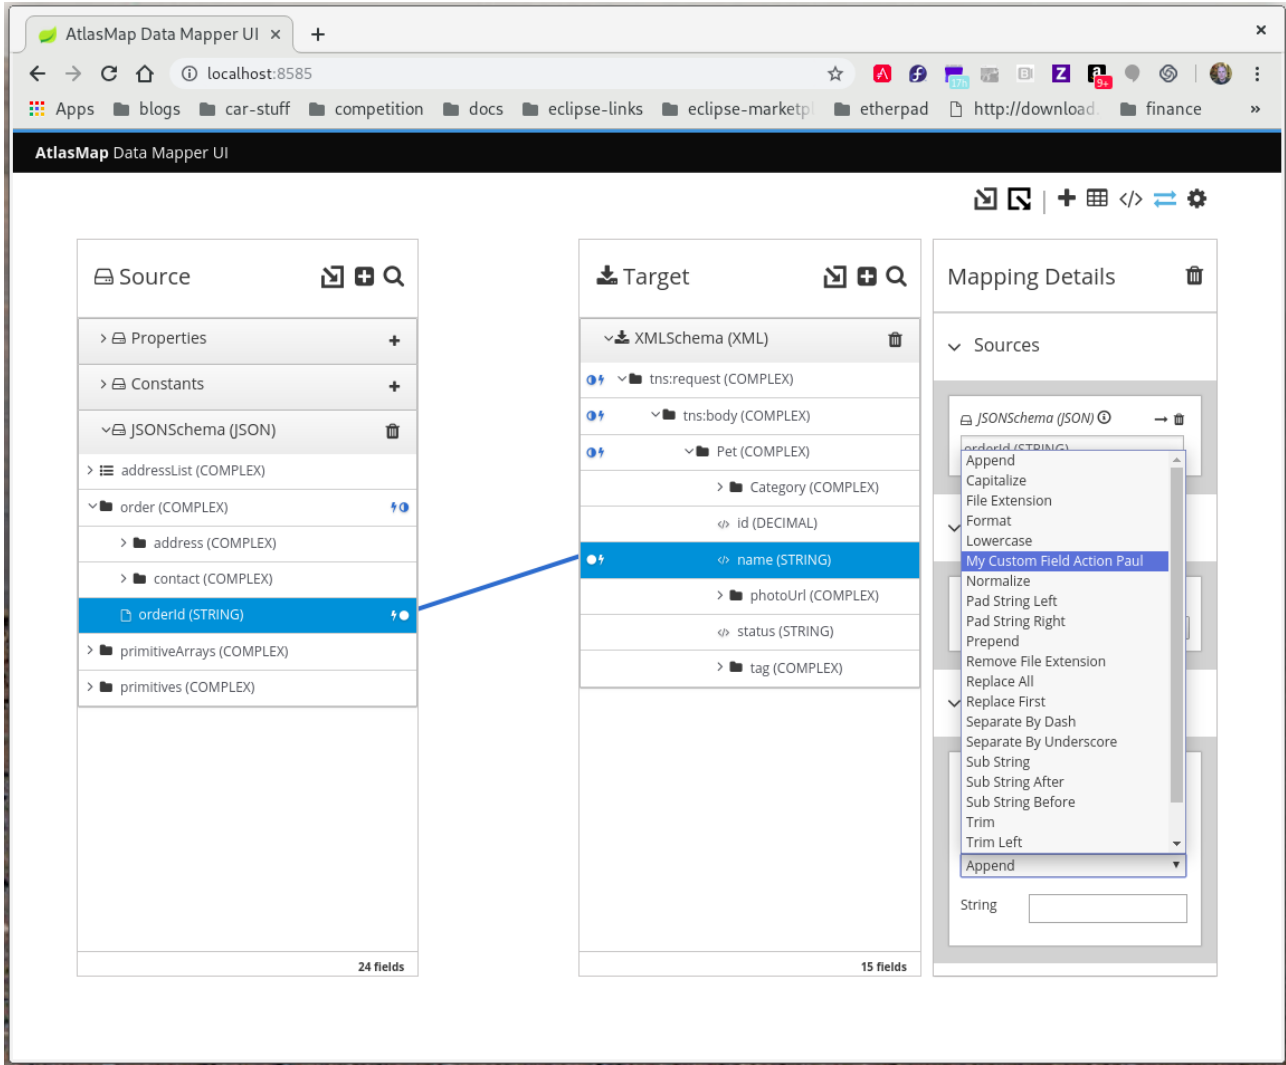 AtlasMap Data Mapper UI
localhost:8585
17h
9+
Apps blogs car-stuff competition docs eclipse-links eclipse-marketpl etherpad http://download. finance »
AtlasMap Data Mapper UI
Source
Properties
Constants
JSONSchema (JSON)
addressList (COMPLEX)
order (COMPLEX)
address (COMPLEX)
contact (COMPLEX)
orderId (STRING)
primitiveArrays (COMPLEX)
primitives (COMPLEX)
24 fields
Target
XMLSchema (XML)
tns:request (COMPLEX)
tns:body (COMPLEX)
Pet (COMPLEX)
Category (COMPLEX)
id (DECIMAL)
name (STRING)
photoUrl (COMPLEX)
status (STRING)
tag (COMPLEX)
15 fields
Mapping Details
Sources
JSONSchema (JSON)
orderId (STRING)
Append
Capitalize
File Extension
Format
Lowercase
My Custom Field Action Paul
Normalize
Pad String Left
Pad String Right
Prepend
Remove File Extension
Replace All
Replace First
Separate By Dash
Separate By Underscore
Sub String
Sub String After
Sub String Before
Trim
Trim Left
Append
String